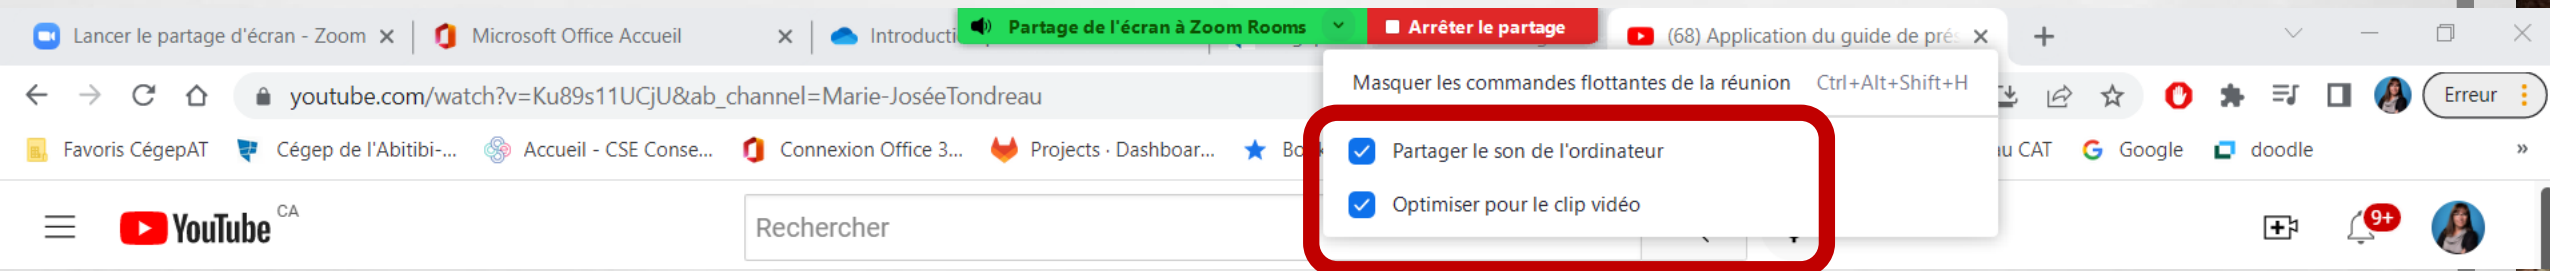 Lancer le partage d'écran - Zoom
Microsoft Office Accueil
Introducti
Partage de l'écran à Zoom Rooms
Arrêter le partage
(68) Application du guide de prés
Masquer les commandes flottantes de la réunion Ctrl+Alt+Shift+H
youtube.com/watch?v=Ku89s11UCjU&ab_channel=Marie-JoséeTondreau
Erreur
Favoris CégepAT
Cégep de l'Abitibi-...
Accueil - CSE Conse...
Connexion Office 3...
Projects · Dashboar...
Partager le son de l'ordinateur
CAT
Google
doodle
»
Optimiser pour le clip vidéo
YouTube CA
Rechercher
9+